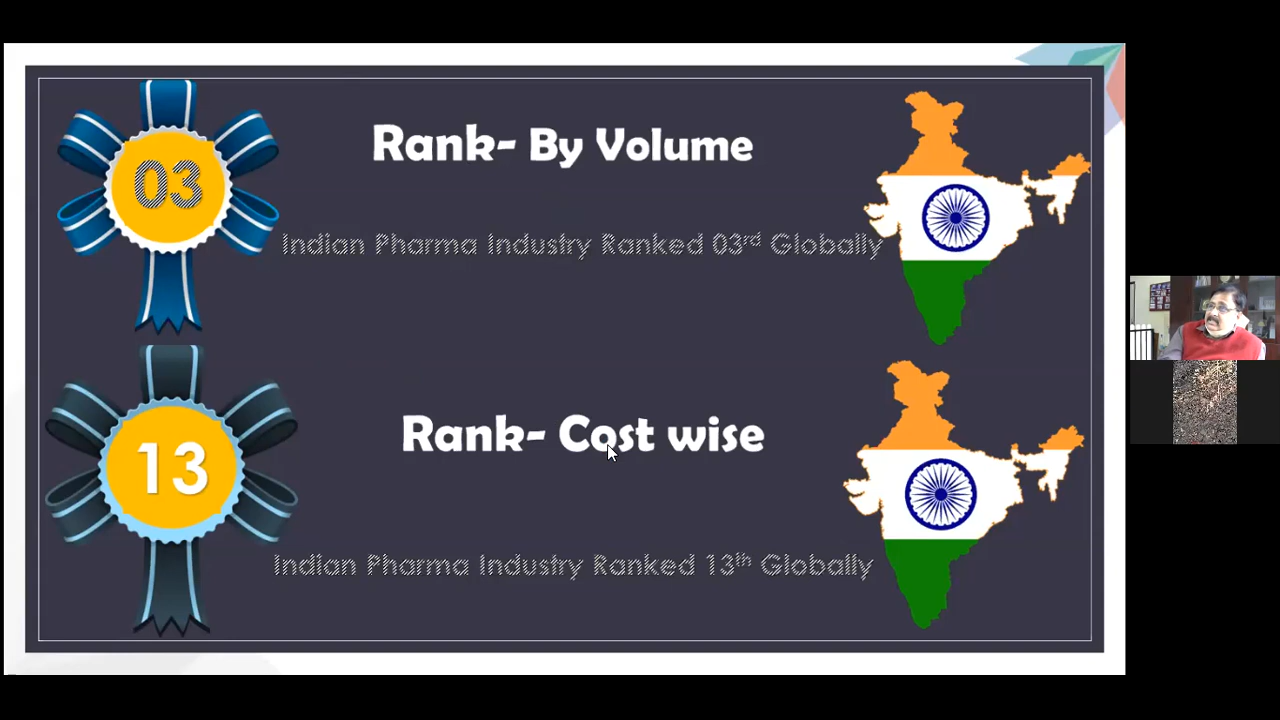 03
Rank- By Volume
Indian Pharma Industry Ranked 03rd Globally
13
Rank- Cost wise
Indian Pharma Industry Ranked 13th Globally